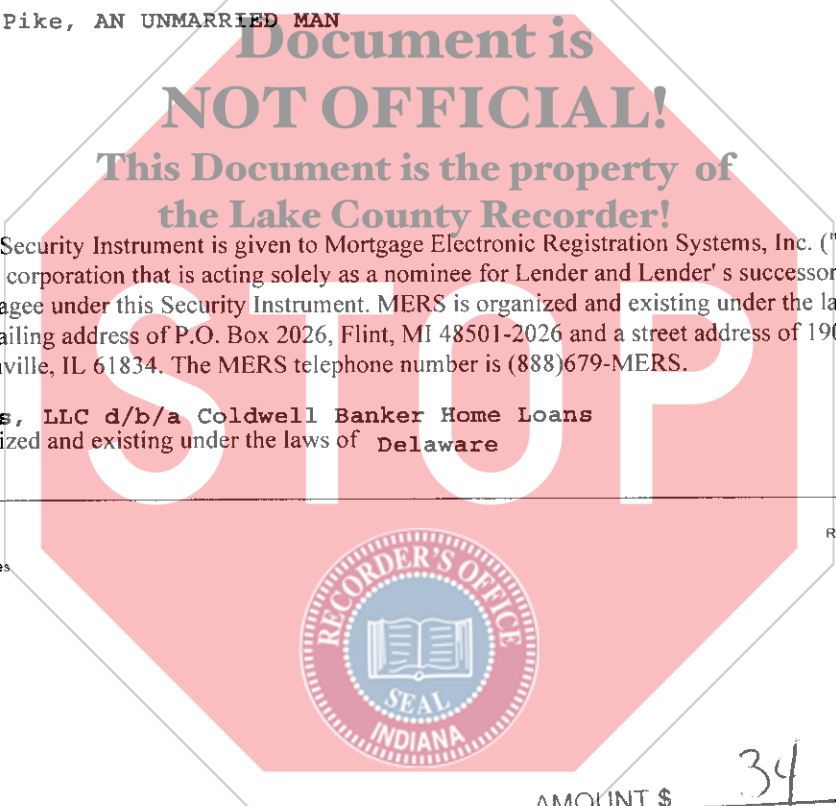 Pike, AN UNMARRIED MAN
Document is
NOT OFFICIAL!
This Document is the property of
the Lake County Recorder!
Security Instrument is given to Mortgage Electronic Registration Systems, Inc. ("
corporation that is acting solely as a nominee for Lender and Lender' s successor
agee under this Security Instrument. MERS is organized and existing under the la
ailing address of P.O. Box 2026, Flint, MI 48501-2026 and a street address of 190
ville, IL 61834. The MERS telephone number is (888)679-MERS.
s, LLC d/b/a Coldwell Banker Home Loans
ized and existing under the laws of Delaware
STOP
R
es
RECORDER'S OFFICE
SEAL
INDIANA
AMOUNT $ 34